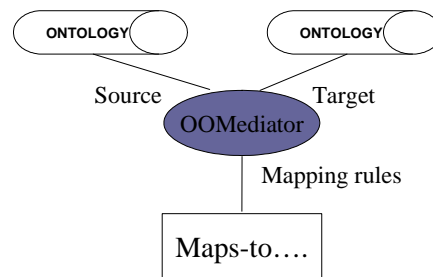 ONTOLOGY
ONTOLOGY
Source
Target
OOMediator
Mapping rules
Maps-to....